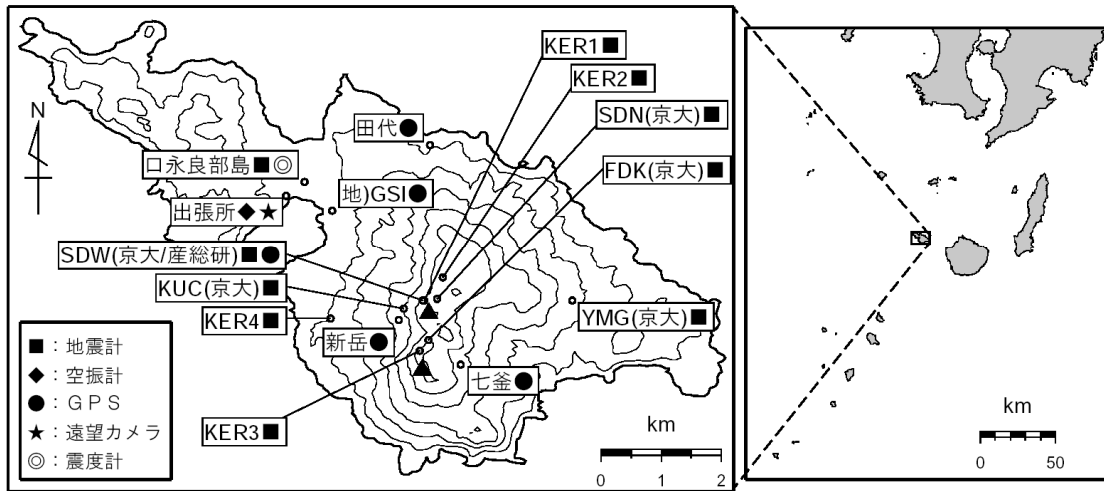 KER1■
KER2■
SDN(京大)■
FDK(京大)■
田代●
口永良部島■◎
地)GSI●
出張所◆★
SDW(京大/産総研)■●
KUC(京大)■
KER4■
新岳●
YMG(京大)■
七釜●
KER3■
N
■：地震計
◆：空振計
●：ＧＰＳ
★：遠望カメラ
◎：震度計
km
0 1 2
km
0 50